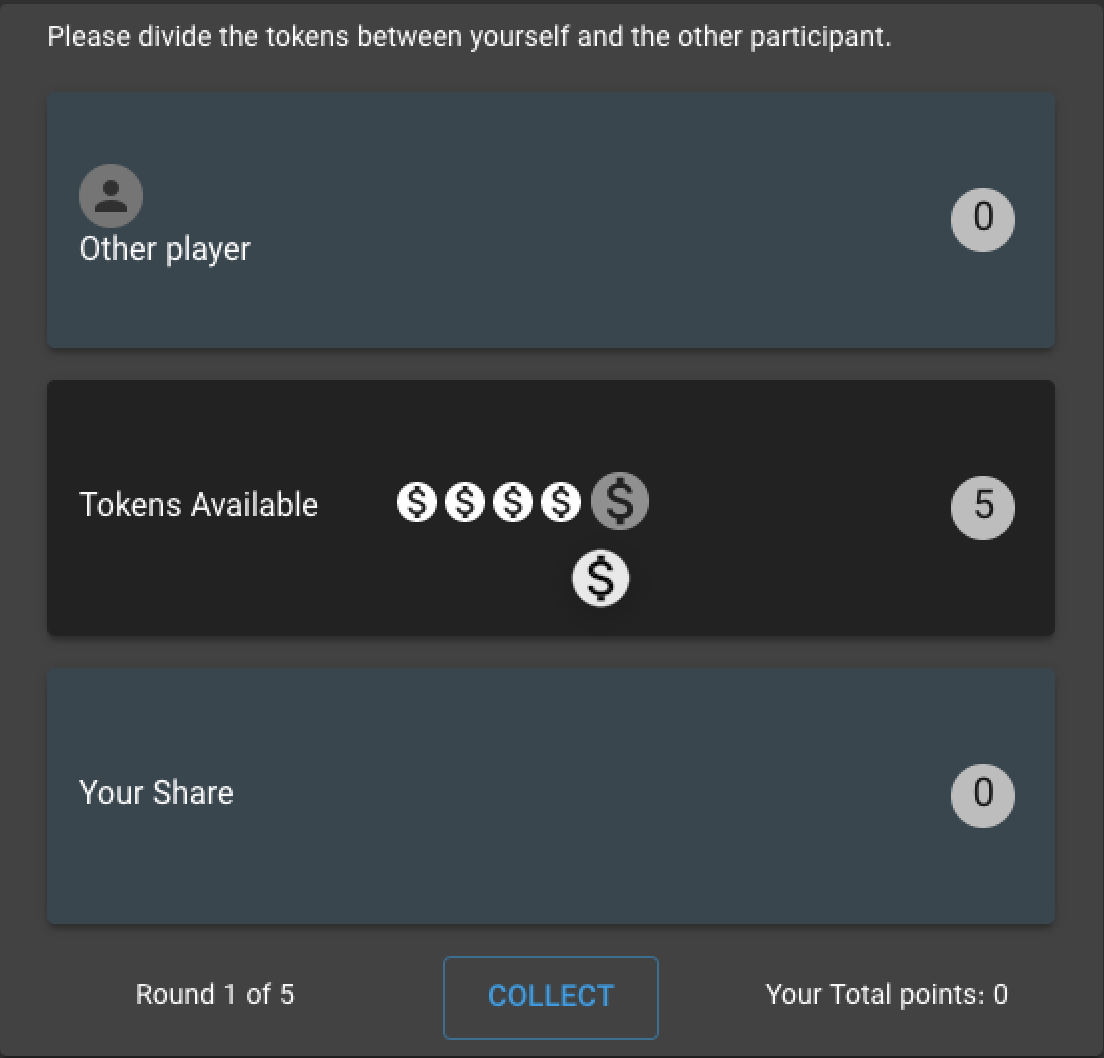 Please divide the tokens between yourself and the other participant.
0
Other player
Tokens Available $ $ $ $ $ 5
$
Your Share 0
Round 1 of 5 COLLECT Your Total points: 0